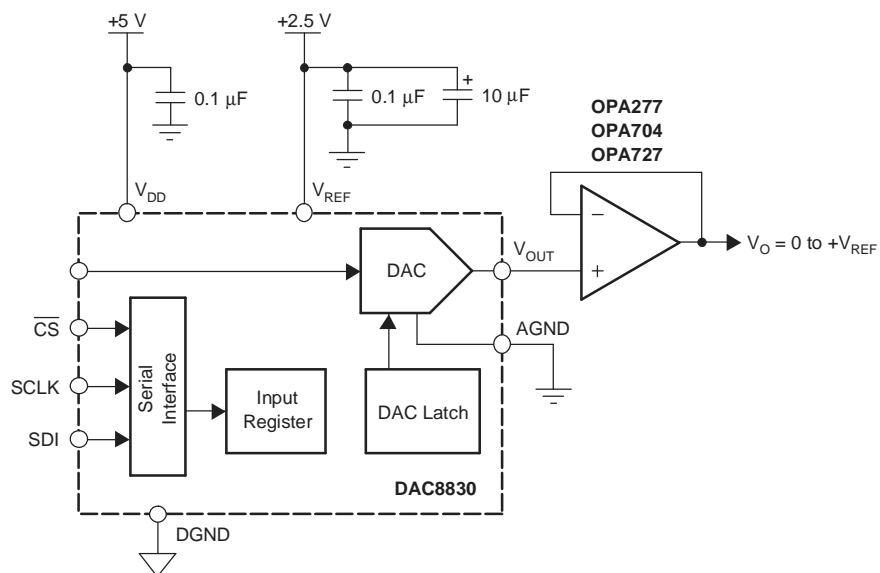 +5 V
+2.5 V
0.1 μF
0.1 μF
+
10 μF
OPA277
OPA704
OPA727
V_DD
V_REF
−
+
V_O = 0 to +V_REF
DAC
V_OUT
AGND
C̅S̅
SCLK
SDI
Serial
Interface
Input
Register
DAC Latch
DAC8830
DGND